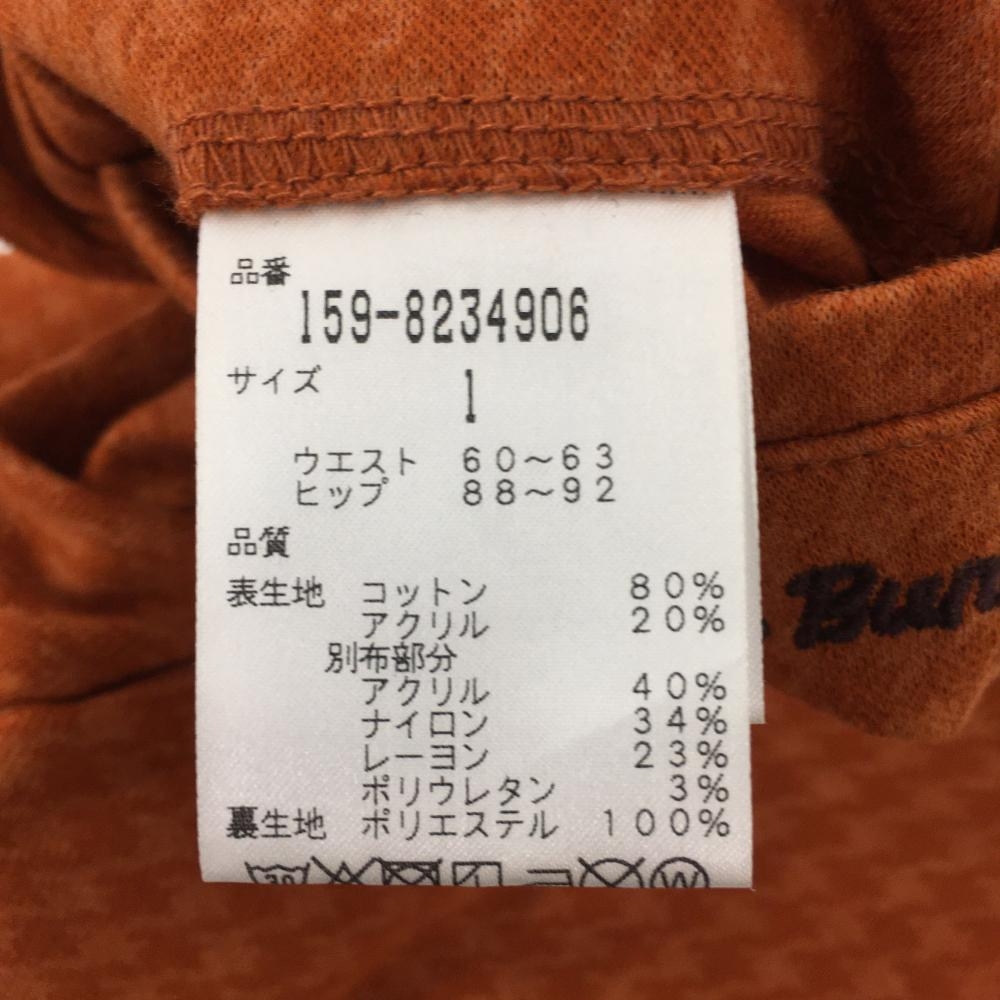 品番
159-8234906
サイズ 1
ウエスト 60〜63
ヒップ 88〜92
品質
表生地 コットン 80%
アクリル 20%
別布部分
アクリル 40%
ナイロン 34%
レーヨン 23%
ポリウレタン 3%
裏生地 ポリエステル 100%
30 W